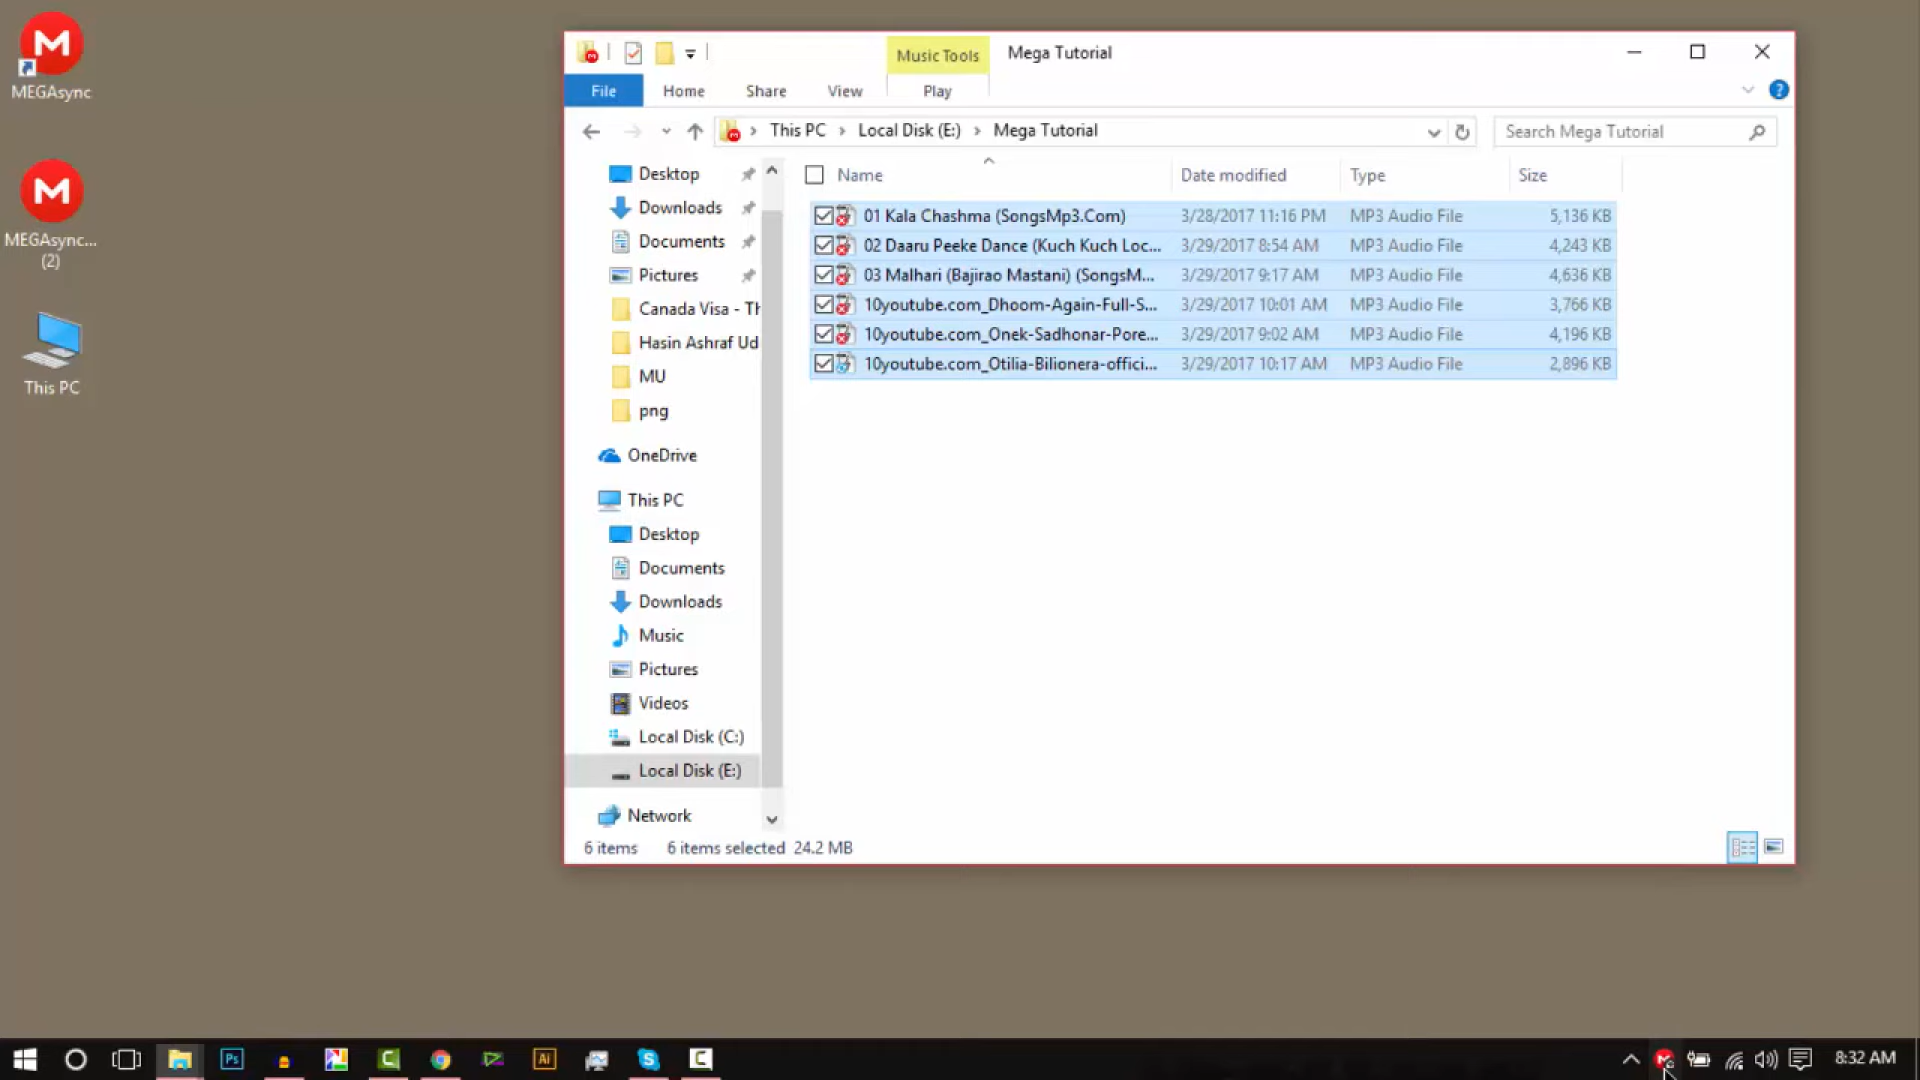 MEGAsync
MEGAsync...
(2)
This PC
Music Tools
Mega Tutorial
File
Home
Share
View
Play
This PC
Local Disk (E:)
Mega Tutorial
Search Mega Tutorial
Desktop
Downloads
Documents
Pictures
Canada Visa - Th
Hasin Ashraf Ud
MU
png
OneDrive
This PC
Desktop
Documents
Downloads
Music
Pictures
Videos
Local Disk (C:)
Local Disk (E:)
Network
Name Date modified Type Size
01 Kala Chashma (SongsMp3.Com) 3/28/2017 11:16 PM MP3 Audio File 5,136 KB
02 Daaru Peeke Dance (Kuch Kuch Loc... 3/29/2017 8:54 AM MP3 Audio File 4,243 KB
03 Malhari (Bajirao Mastani) (SongsM... 3/29/2017 9:17 AM MP3 Audio File 4,636 KB
10youtube.com_Dhoom-Again-Full-S... 3/29/2017 10:01 AM MP3 Audio File 3,766 KB
10youtube.com_Onek-Sadhonar-Pore... 3/29/2017 9:02 AM MP3 Audio File 4,196 KB
10youtube.com_Otilia-Bilionera-offici... 3/29/2017 10:17 AM MP3 Audio File 2,896 KB
6 items 6 items selected 24.2 MB
8:32 AM